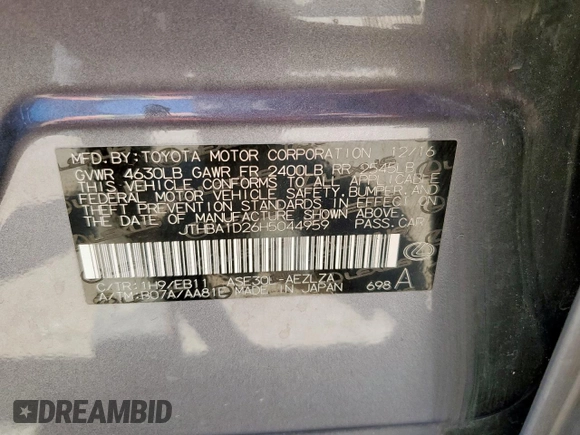 MFD. BY: TOYOTA MOTOR CORPORATION 12/16
GVWR 4630LB GAWR FR 2400LB RR 2545LB
THIS VEHICLE CONFORMS TO ALL APPLICABLE
FEDERAL MOTOR VEHICLE SAFETY, BUMPER, AND
THEFT PREVENTION STANDARDS IN EFFECT ON THE
DATE OF MANUFACTURE SHOWN ABOVE.
JTHBA1D26H5044959 PASS.CAR
C/TR:1H9/EB11 ASE30L-AEZLZA
A/TM:B07A/AA81E MADE IN JAPAN 698 A
DREAMBID